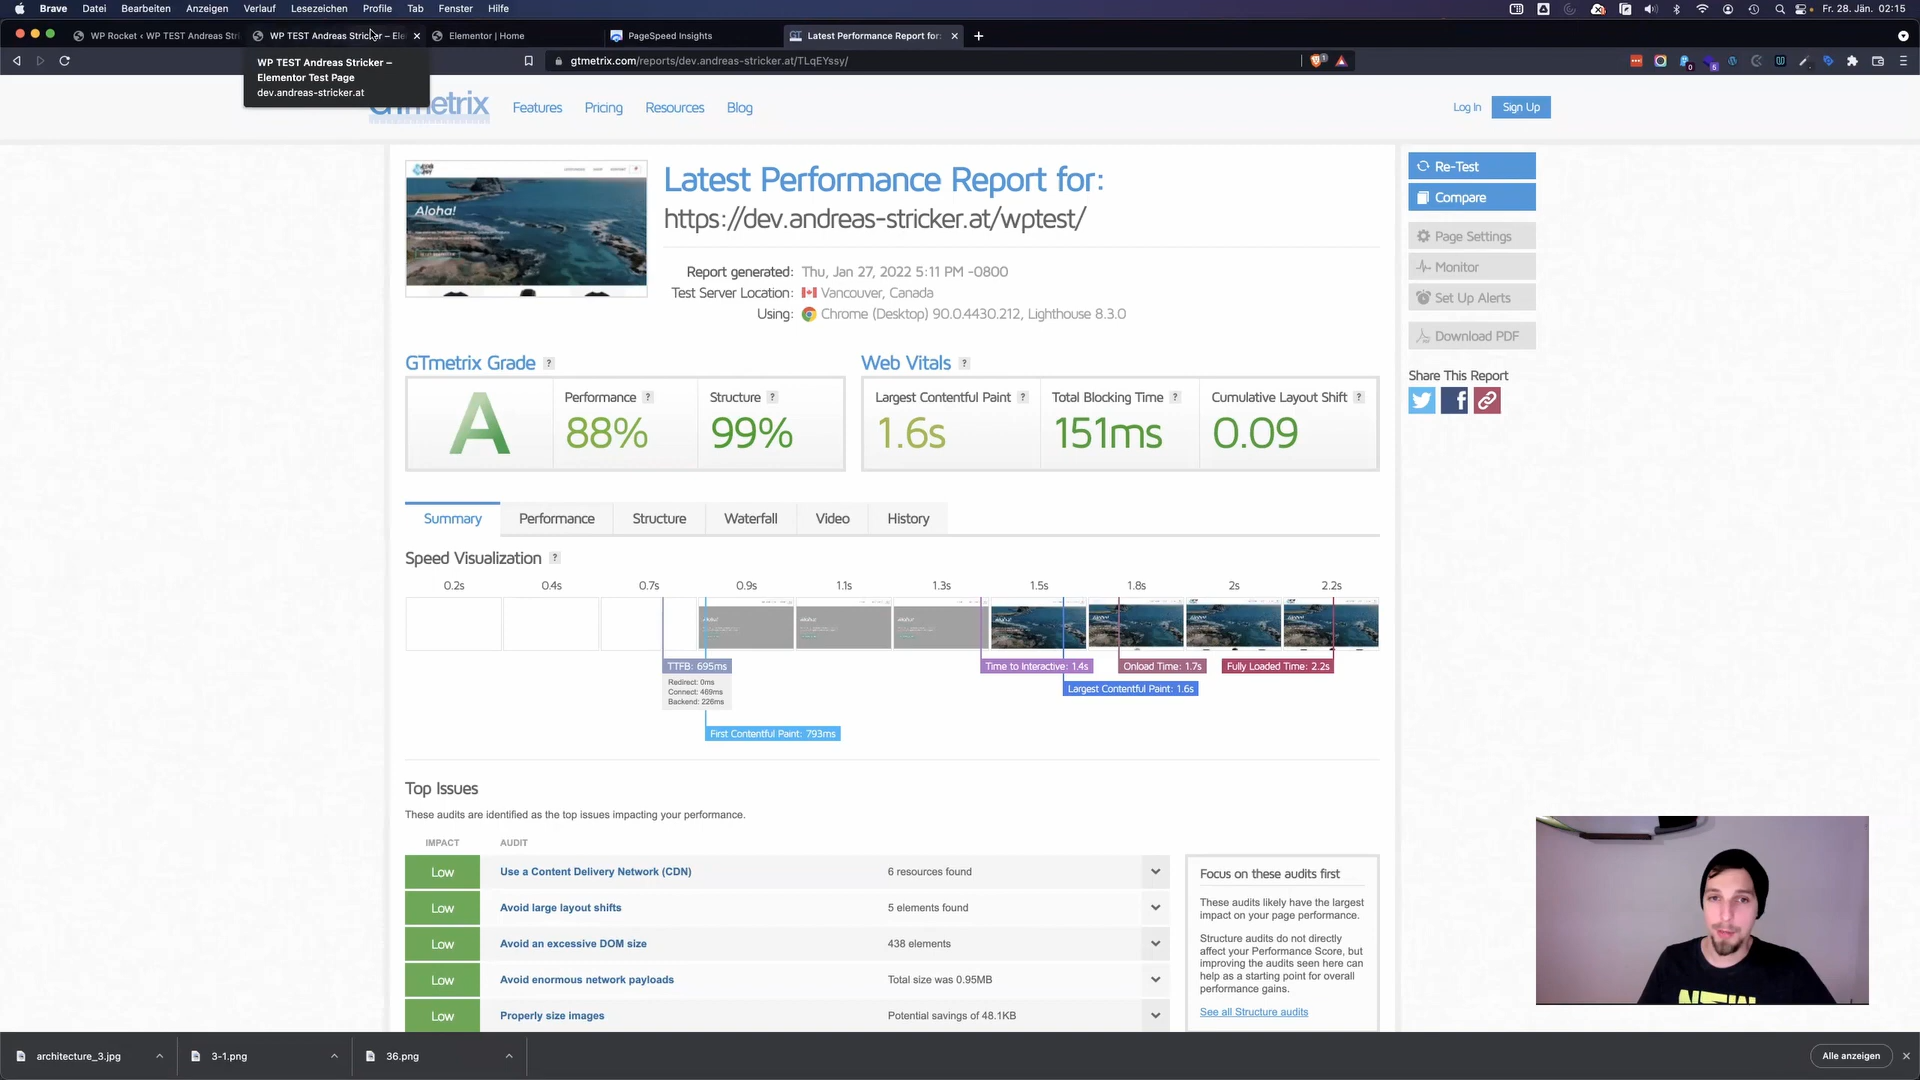 Brave Datei Bearbeiten Anzeigen Verlauf Lesezeichen Profile Tab Fenster Hilfe Fr. 28. Jän. 02:15
WP Rocket ‹ WP TEST Andreas Stri WP TEST Andreas Stricker – Ele Elementor | Home PageSpeed Insights Latest Performance Report for:
gtmetrix.com/reports/dev.andreas-stricker.at/TLqEYssy/
WP TEST Andreas Stricker –
Elementor Test Page
dev.andreas-stricker.at
GTmetrix Features Pricing Resources Blog Log In Sign Up
Aloha!
Latest Performance Report for:
https://dev.andreas-stricker.at/wptest/
Report generated: Thu, Jan 27, 2022 5:11 PM -0800
Test Server Location: Vancouver, Canada
Using: Chrome (Desktop) 90.0.4430.212, Lighthouse 8.3.0
Re-Test
Compare
Page Settings
Monitor
Set Up Alerts
Download PDF
Share This Report
GTmetrix Grade ?
A
Performance ?
88%
Structure ?
99%
Web Vitals ?
Largest Contentful Paint ?
1.6s
Total Blocking Time ?
151ms
Cumulative Layout Shift ?
0.09
Summary Performance Structure Waterfall Video History
Speed Visualization ?
0.2s 0.4s 0.7s 0.9s 1.1s 1.3s 1.5s 1.8s 2s 2.2s
TTFB: 695ms
Redirect: 0ms
Connect: 469ms
Backend: 226ms
First Contentful Paint: 793ms
Time to Interactive: 1.4s
Largest Contentful Paint: 1.6s
Onload Time: 1.7s
Fully Loaded Time: 2.2s
Top Issues
These audits are identified as the top issues impacting your performance.
IMPACT AUDIT
Low Use a Content Delivery Network (CDN) 6 resources found
Low Avoid large layout shifts 5 elements found
Low Avoid an excessive DOM size 438 elements
Low Avoid enormous network payloads Total size was 0.95MB
Low Properly size images Potential savings of 48.1KB
Focus on these audits first
These audits likely have the largest
impact on your page performance.
Structure audits do not directly
affect your Performance Score, but
improving the audits seen here can
help as a starting point for overall
performance gains.
See all Structure audits
architecture_3.jpg 3-1.png 36.png Alle anzeigen